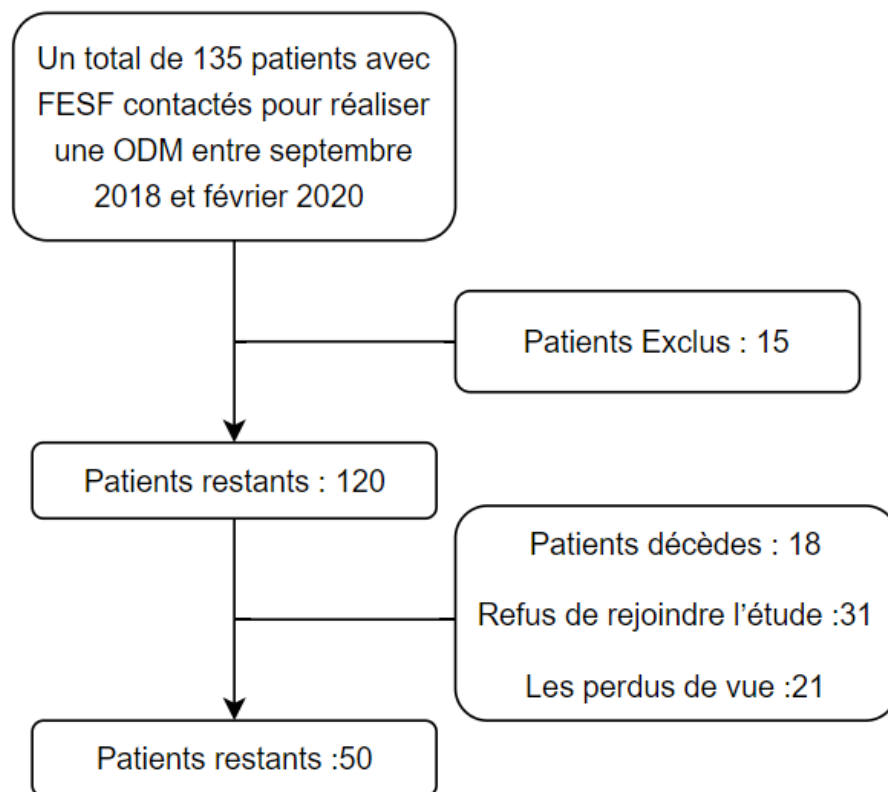 Un total de 135 patients avec
FESF contactés pour réaliser
une ODM entre septembre
2018 et février 2020
Patients Exclus : 15
Patients restants : 120
Patients décèdes : 18
Refus de rejoindre l'étude :31
Les perdus de vue :21
Patients restants :50